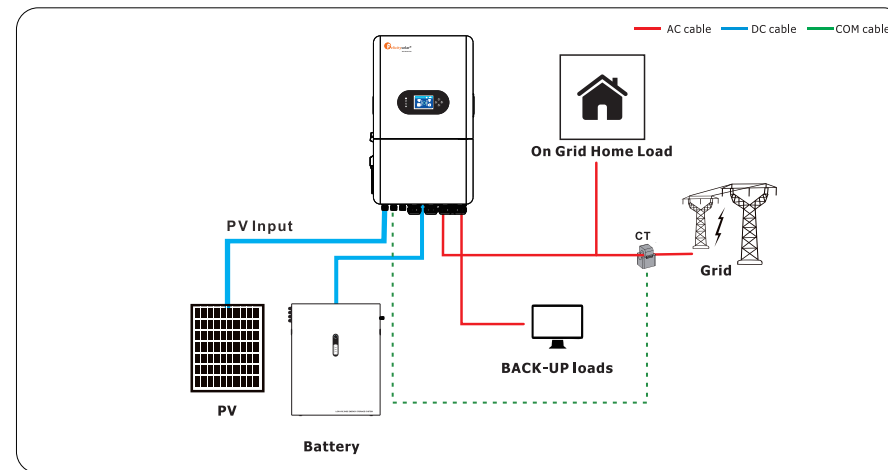 AC cable
DC cable
COM cable
On Grid Home Load
PV Input
CT
Grid
BACK-UP loads
PV
Battery